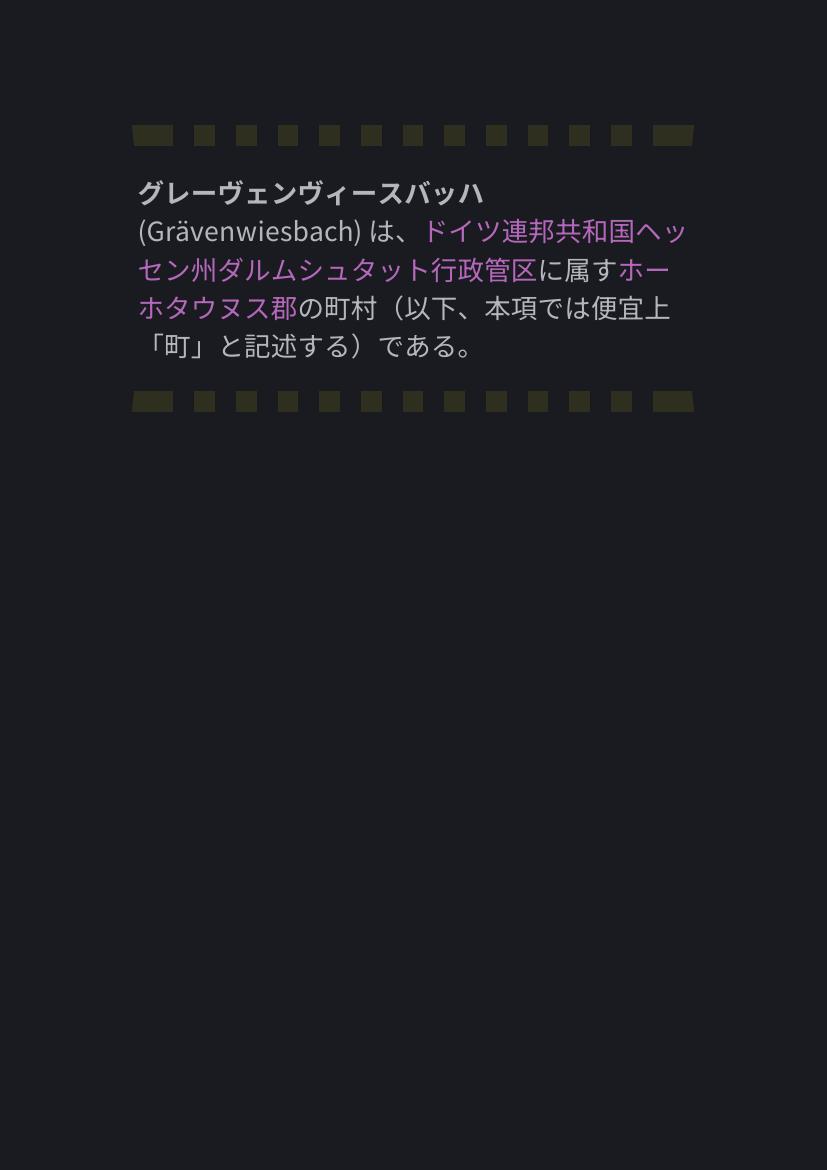 グレーヴェンヴィースバッハ
(Grävenwiesbach) は、ドイツ連邦共和国ヘッ
セン州ダルムシュタット行政管区に属すホー
ホタウヌス郡の町村（以下、本項では便宜上
「町」と記述する）である。